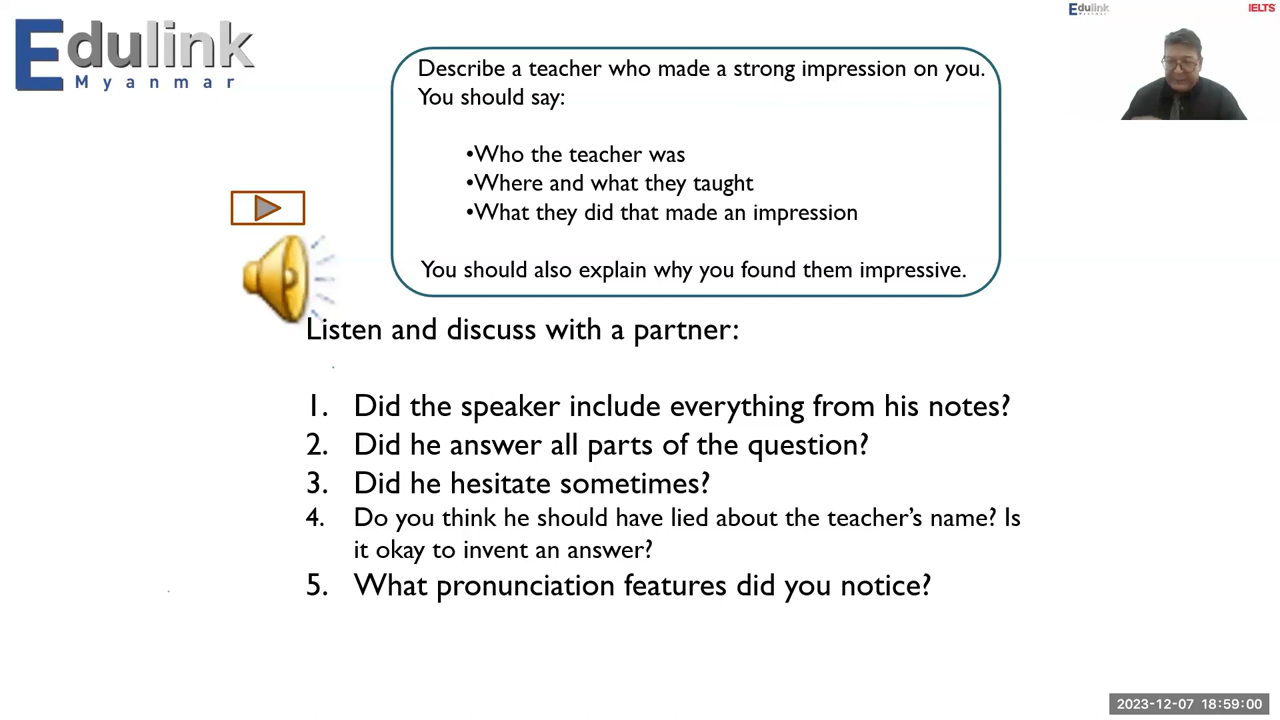 Edulink
Myanmar
Edulink
Myanmar
IELTS
Describe a teacher who made a strong impression on you.
You should say:
•Who the teacher was
•Where and what they taught
•What they did that made an impression
You should also explain why you found them impressive.
Listen and discuss with a partner:
1. Did the speaker include everything from his notes?
2. Did he answer all parts of the question?
3. Did he hesitate sometimes?
4. Do you think he should have lied about the teacher’s name? Is
it okay to invent an answer?
5. What pronunciation features did you notice?
2023-12-07 18:59:00